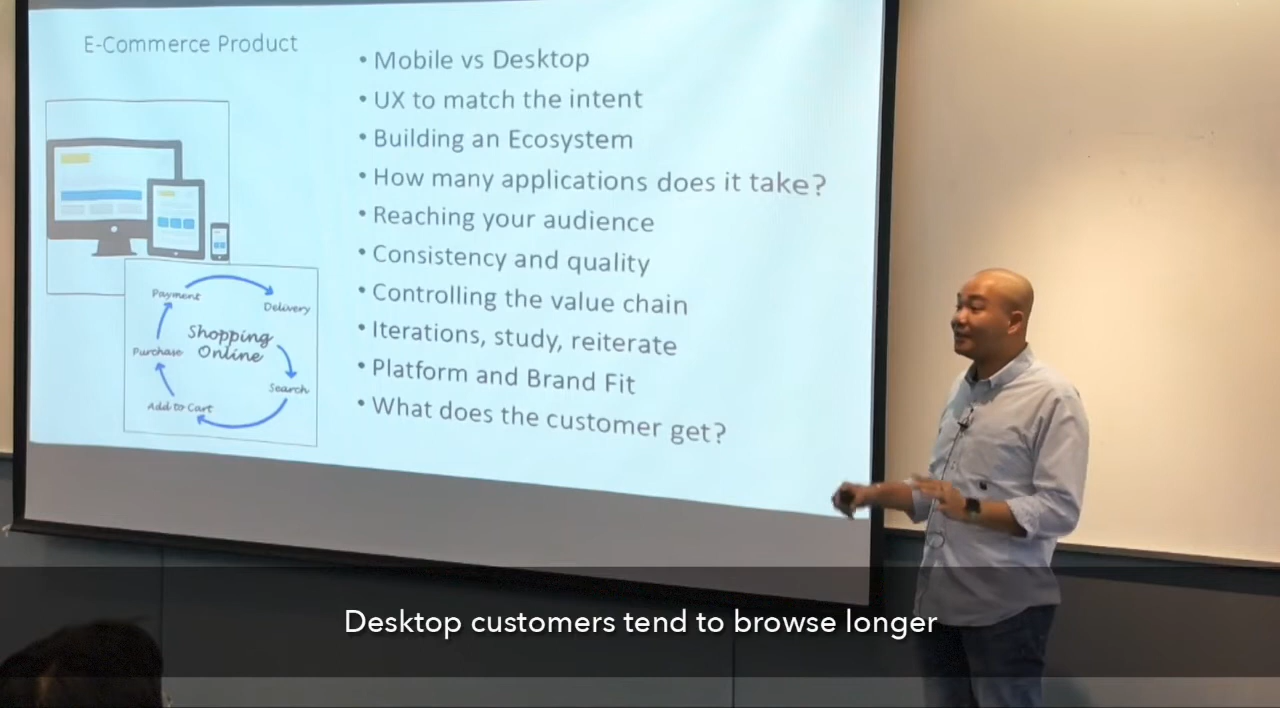 E-Commerce Product
• Mobile vs Desktop
• UX to match the intent
• Building an Ecosystem
• How many applications does it take?
• Reaching your audience
• Consistency and quality
• Controlling the value chain
• Iterations, study, reiterate
• Platform and Brand Fit
• What does the customer get?
Payment
Delivery
Shopping
Online
Purchase
Search
Add to Cart
Desktop customers tend to browse longer